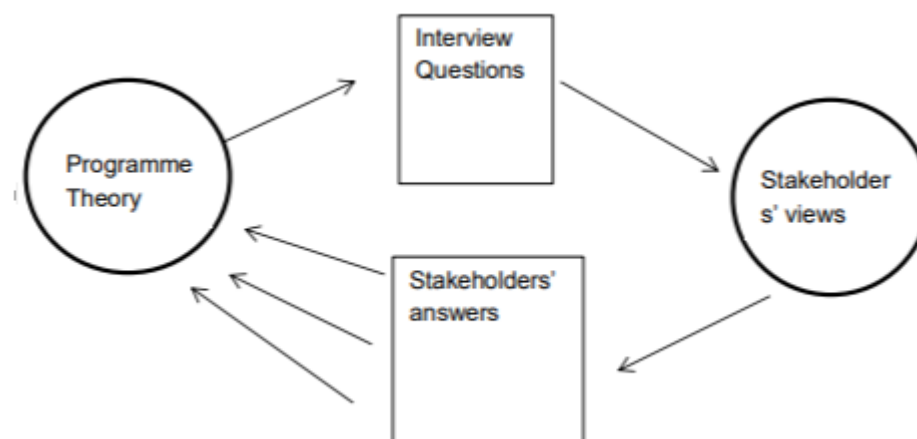 Interview
Questions
Programme
Theory
Stakeholder
s' views
Stakeholders'
answers